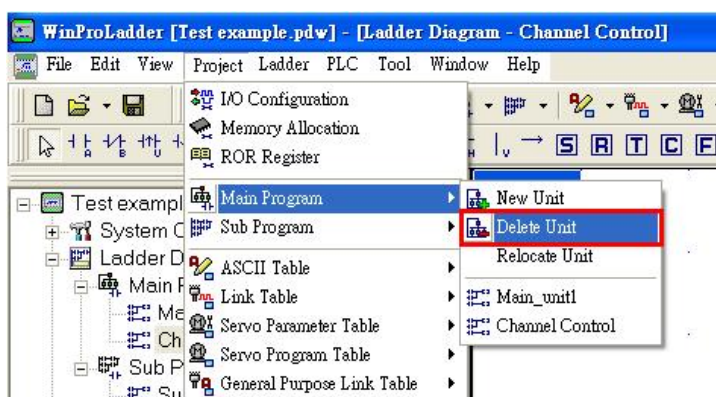 WinProLadder [Test example.pdw] - [Ladder Diagram - Channel Control]
File Edit View Project Ladder PLC Tool Window Help
I/O Configuration
Memory Allocation
ROR Register
Main Program
Sub Program
ASCII Table
Link Table
Servo Parameter Table
Servo Program Table
General Purpose Link Table
New Unit
Delete Unit
Relocate Unit
Main_unit1
Channel Control
A B U V S R T C F
Test exampl
System C
Ladder D
Main F
Ma
Ch
Sub P
Su